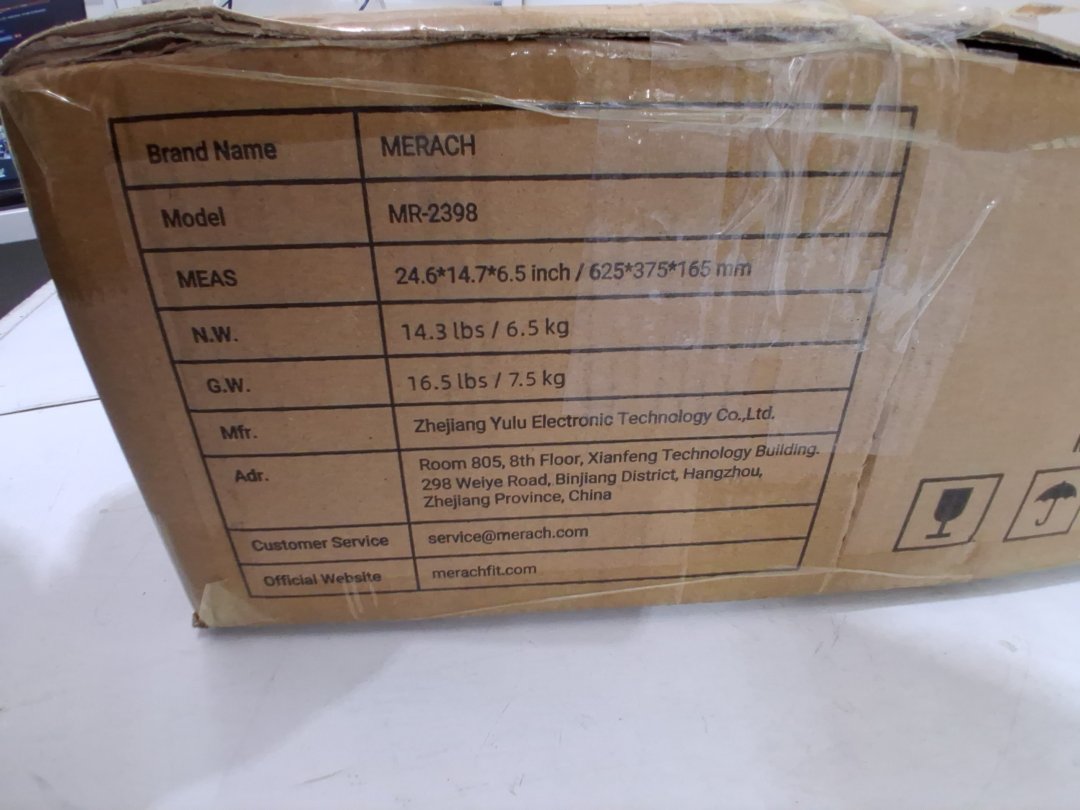 Brand Name MERACH
Model MR-2398
MEAS 24.6*14.7*6.5 inch / 625*375*165 mm
N.W. 14.3 lbs / 6.5 kg
G.W. 16.5 lbs / 7.5 kg
Mfr. Zhejiang Yulu Electronic Technology Co.,Ltd.
Adr. Room 805, 8th Floor, Xianfeng Technology Building.
298 Weiye Road, Binjiang District, Hangzhou,
Zhejiang Province, China
Customer Service service@merach.com
Official Website merachfit.com